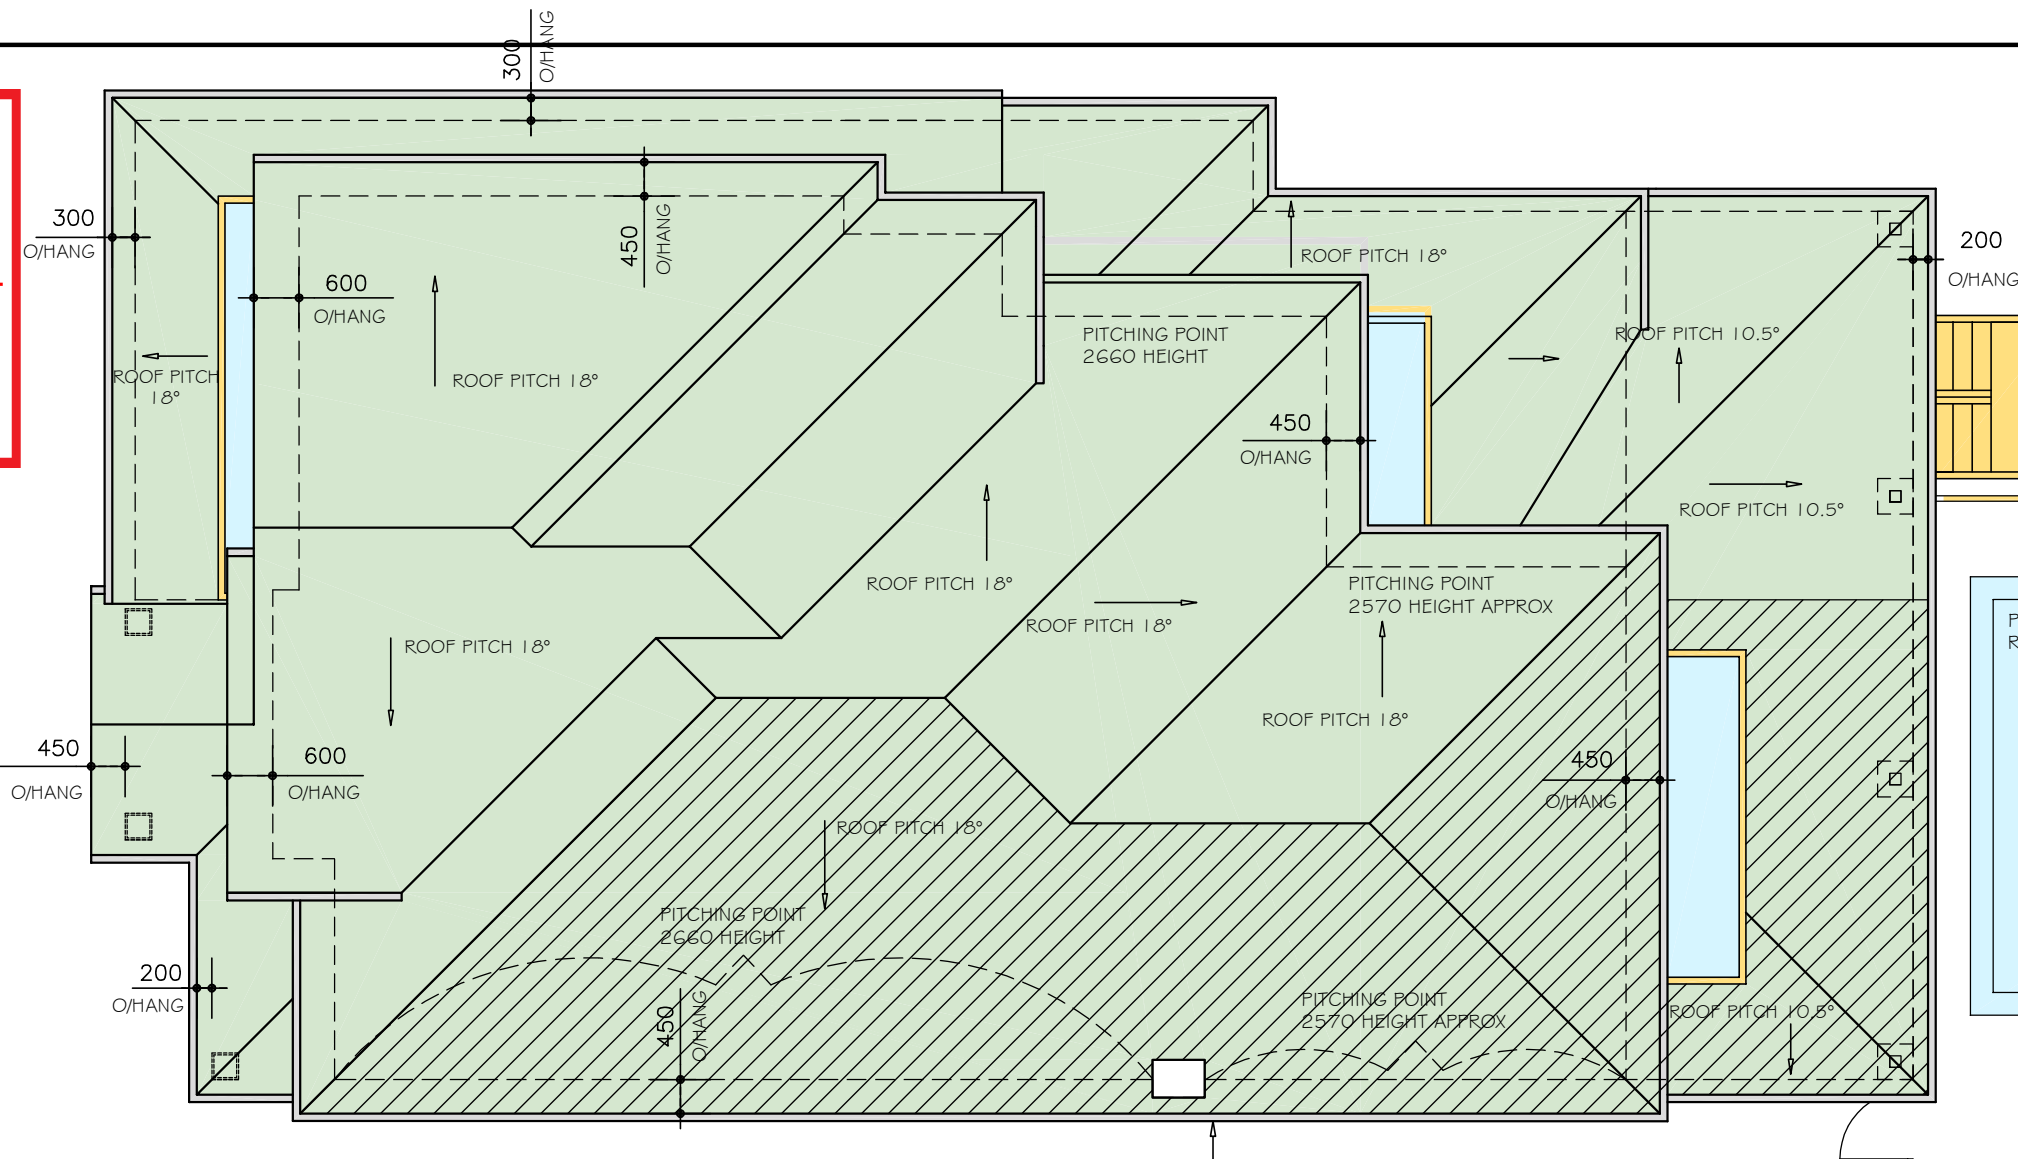 300
O/HANG
300
O/HANG
450
O/HANG
600
O/HANG
ROOF PITCH
18°
ROOF PITCH 18°
ROOF PITCH 18°
200
O/HANG
PITCHING POINT
2660 HEIGHT
ROOF PITCH 10.5°
450
O/HANG
ROOF PITCH 10.5°
ROOF PITCH 18°
PITCHING POINT
2570 HEIGHT APPROX
ROOF PITCH 18°
ROOF PITCH 18°
ROOF PITCH 18°
450
O/HANG
600
O/HANG
450
O/HANG
ROOF PITCH 18°
PITCHING POINT
2660 HEIGHT
200
O/HANG
450
O/HANG
PITCHING POINT
2570 HEIGHT APPROX
ROOF PITCH 10.5°